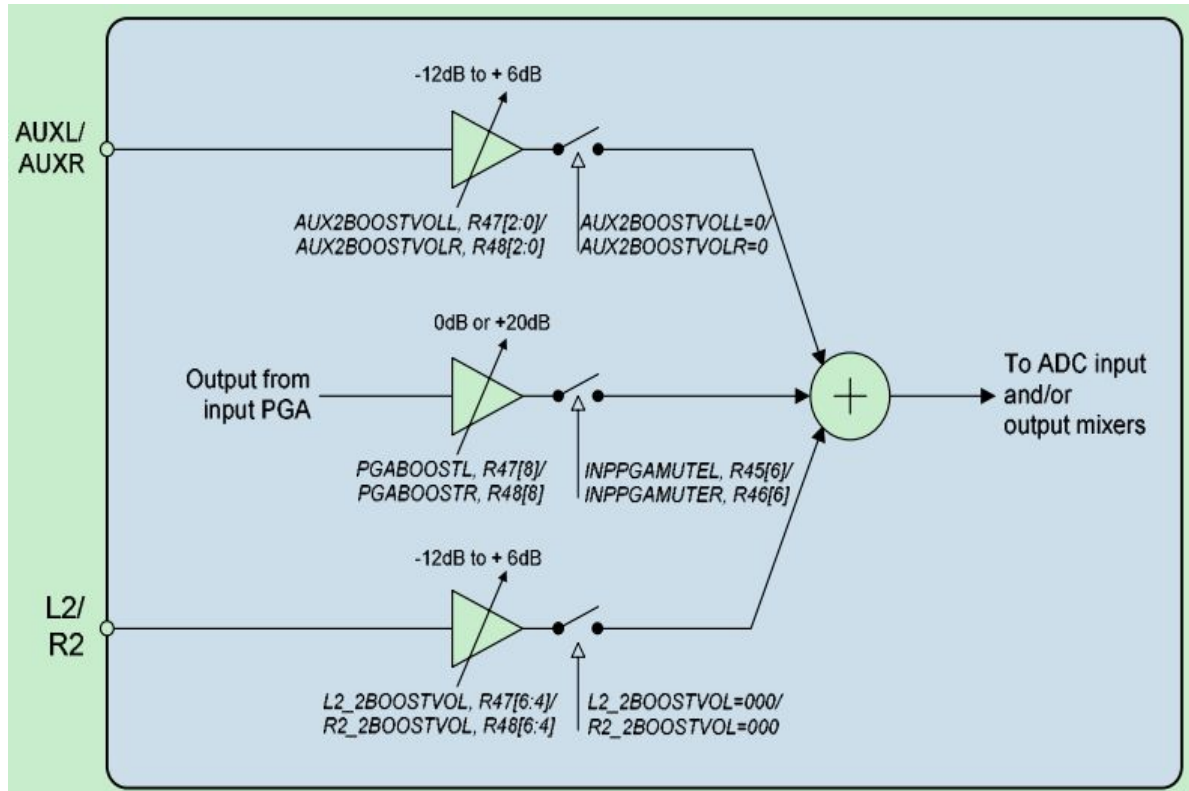 -12dB to + 6dB
AUXL/
AUXR
AUX2BOOSTVOLL, R47[2:0]/
AUX2BOOSTVOLR, R48[2:0]
AUX2BOOSTVOLL=0/
AUX2BOOSTVOLR=0
0dB or +20dB
Output from
input PGA
+
To ADC input
and/or
output mixers
PGABOOSTL, R47[8]/
PGABOOSTR, R48[8]
INPPGAMUTEL, R45[6]/
INPPGAMUTER, R46[6]
-12dB to + 6dB
L2/
R2
L2_2BOOSTVOL, R47[6:4]/
R2_2BOOSTVOL, R48[6:4]
L2_2BOOSTVOL=000/
R2_2BOOSTVOL=000